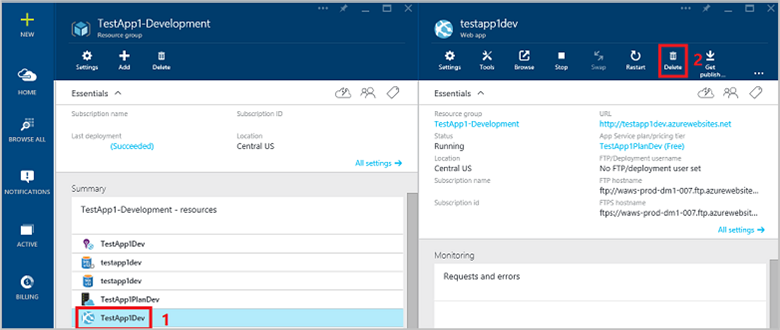 NEW
HOME
BROWSE ALL
NOTIFICATIONS
ACTIVE
BILLING
TestApp1-Development
Resource group
Settings
Add
Delete
Essentials
Subscription name
Subscription ID
Last deployment
(Succeeded)
Location
Central US
All settings →
Summary
TestApp1-Development - resources
TestApp1Dev
testapp1dev
testapp1dev
TestApp1PlanDev
TestApp1Dev
1
testapp1dev
Web app
Settings
Tools
Browse
Stop
Swap
Restart
Delete
2
Get publish...
...
Essentials
Resource group
TestApp1-Development
Status
Running
Location
Central US
Subscription name
Subscription id
URL
http://testapp1dev.azurewebsites.net
App Service plan/pricing tier
TestApp1PlanDev (Free)
FTP/Deployment username
No FTP/deployment user set
FTP hostname
ftp://waws-prod-dm1-007.ftp.azurewebsite...
FTPS hostname
ftps://waws-prod-dm1-007.ftp.azurewebsit...
All settings →
Monitoring
Requests and errors